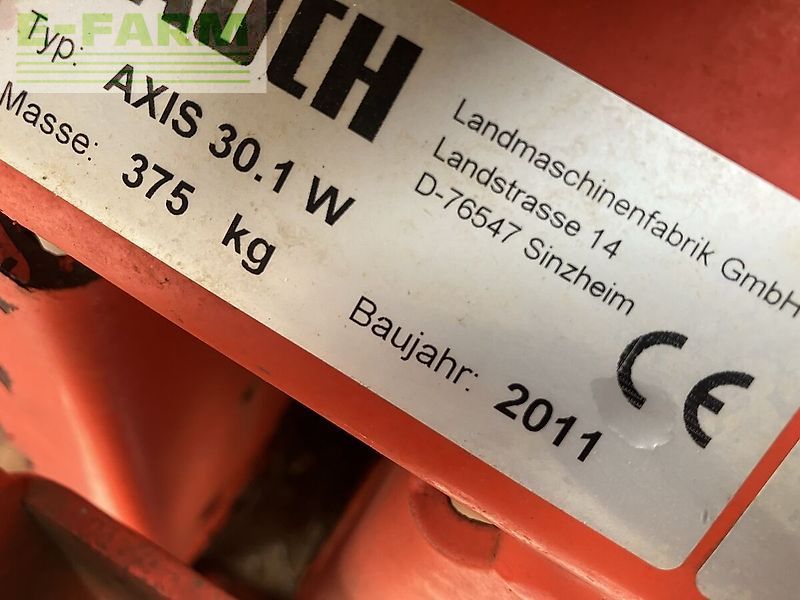 E-FARM
Typ: AXIS 30.1 W
Masse: 375 kg
Landmaschinenfabrik GmbH
Landstrasse 14
D-76547 Sinzheim
Baujahr: 2011
CE